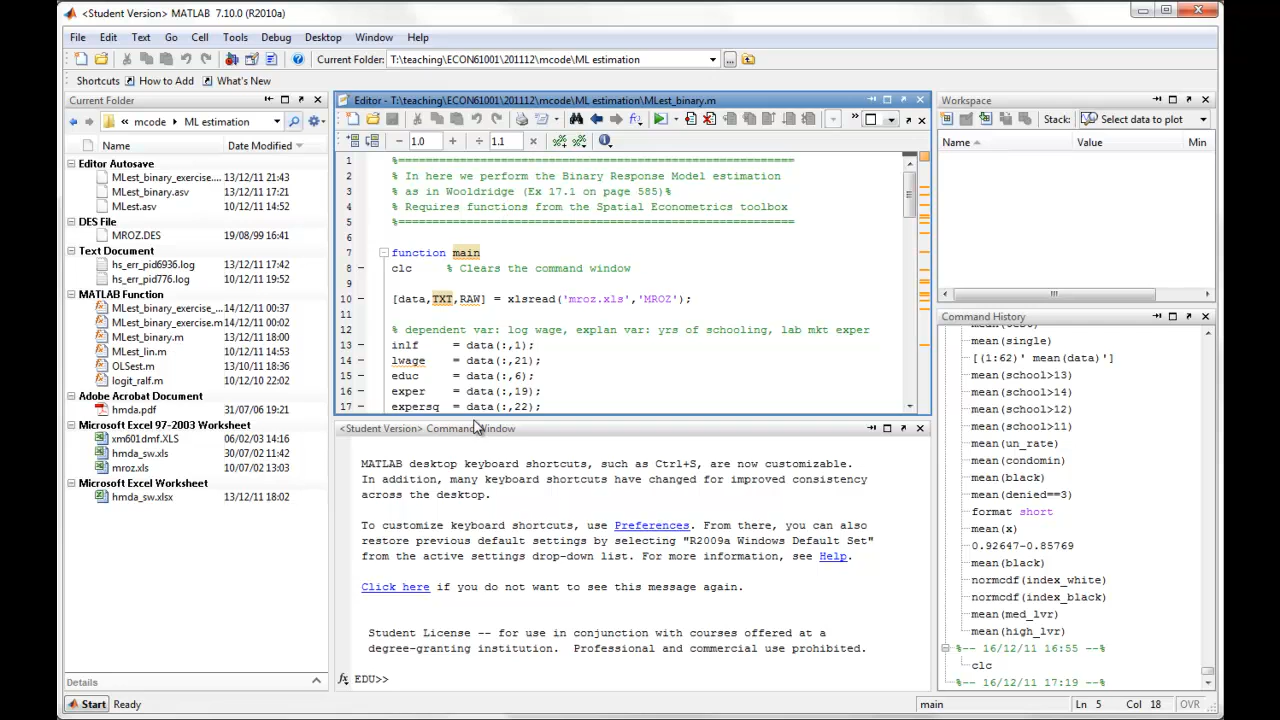 <Student Version> MATLAB 7.10.0 (R2010a)
File Edit Text Go Cell Tools Debug Desktop Window Help
Current Folder: T:\teaching\ECON61001\201112\mcode\ML estimation
Shortcuts How to Add What's New
Current Folder
« mcode ▸ ML estimation
Name Date Modified
Editor Autosave
MLest_binary_exercise... 13/12/11 21:43
MLest_binary.asv 13/12/11 17:21
MLest.asv 10/12/11 14:52
DES File
MROZ.DES 19/08/99 16:41
Text Document
hs_err_pid6936.log 13/12/11 17:42
hs_err_pid776.log 10/12/11 14:51
MATLAB Function
MLest_binary_exercise_... 14/12/11 00:37
MLest_binary_exercise.m 14/12/11 00:02
MLest_binary.m 13/12/11 18:00
MLest_lin.m 10/12/11 14:53
OLSest.m 13/10/11 18:36
logit_ralf.m 10/12/10 22:02
Adobe Acrobat Document
hmda.pdf 31/07/06 19:21
Microsoft Excel 97-2003 Worksheet
xm601dmf.XLS 06/02/03 14:16
hmda_sw.xls 30/07/02 11:42
mroz.xls 10/07/02 13:03
Microsoft Excel Worksheet
hmda_sw.xlsx 13/12/11 18:02
Details
Editor - T:\teaching\ECON61001\201112\mcode\ML estimation\MLest_binary.m
− 1.0 + ÷ 1.1 ×
1 %==========================================================
2 % In here we perform the Binary Response Model estimation
3 % as in Wooldridge (Ex 17.1 on page 585)%
4 % Requires functions from the Spatial Econometrics toolbox
5 %==========================================================
6
7 function main
8 clc % Clears the command window
9
10 [data,TXT,RAW] = xlsread('mroz.xls','MROZ');
11
12 % dependent var: log wage, explan var: yrs of schooling, lab mkt exper
13 inlf = data(:,1);
14 lwage = data(:,21);
15 educ = data(:,6);
16 exper = data(:,19);
17 expersq = data(:,22);
<Student Version> Command Window
MATLAB desktop keyboard shortcuts, such as Ctrl+S, are now customizable.
In addition, many keyboard shortcuts have changed for improved consistency
across the desktop.
To customize keyboard shortcuts, use Preferences. From there, you can also
restore previous default settings by selecting "R2009a Windows Default Set"
from the active settings drop-down list. For more information, see Help.
Click here if you do not want to see this message again.
Student License -- for use in conjunction with courses offered at a
degree-granting institution. Professional and commercial use prohibited.
fx EDU>>
Workspace
Stack: Select data to plot
Name Value Min
Command History
mean(single)
[(1:62)' mean(data)']
mean(school>13)
mean(school>14)
mean(school>12)
mean(school>11)
mean(un_rate)
mean(condomin)
mean(black)
mean(denied==3)
format short
mean(x)
0.92647-0.85769
mean(black)
normcdf(index_white)
normcdf(index_black)
mean(med_lvr)
mean(high_lvr)
%-- 16/12/11 16:55 --%
clc
%-- 16/12/11 17:19 --%
Start Ready main Ln 5 Col 18 OVR